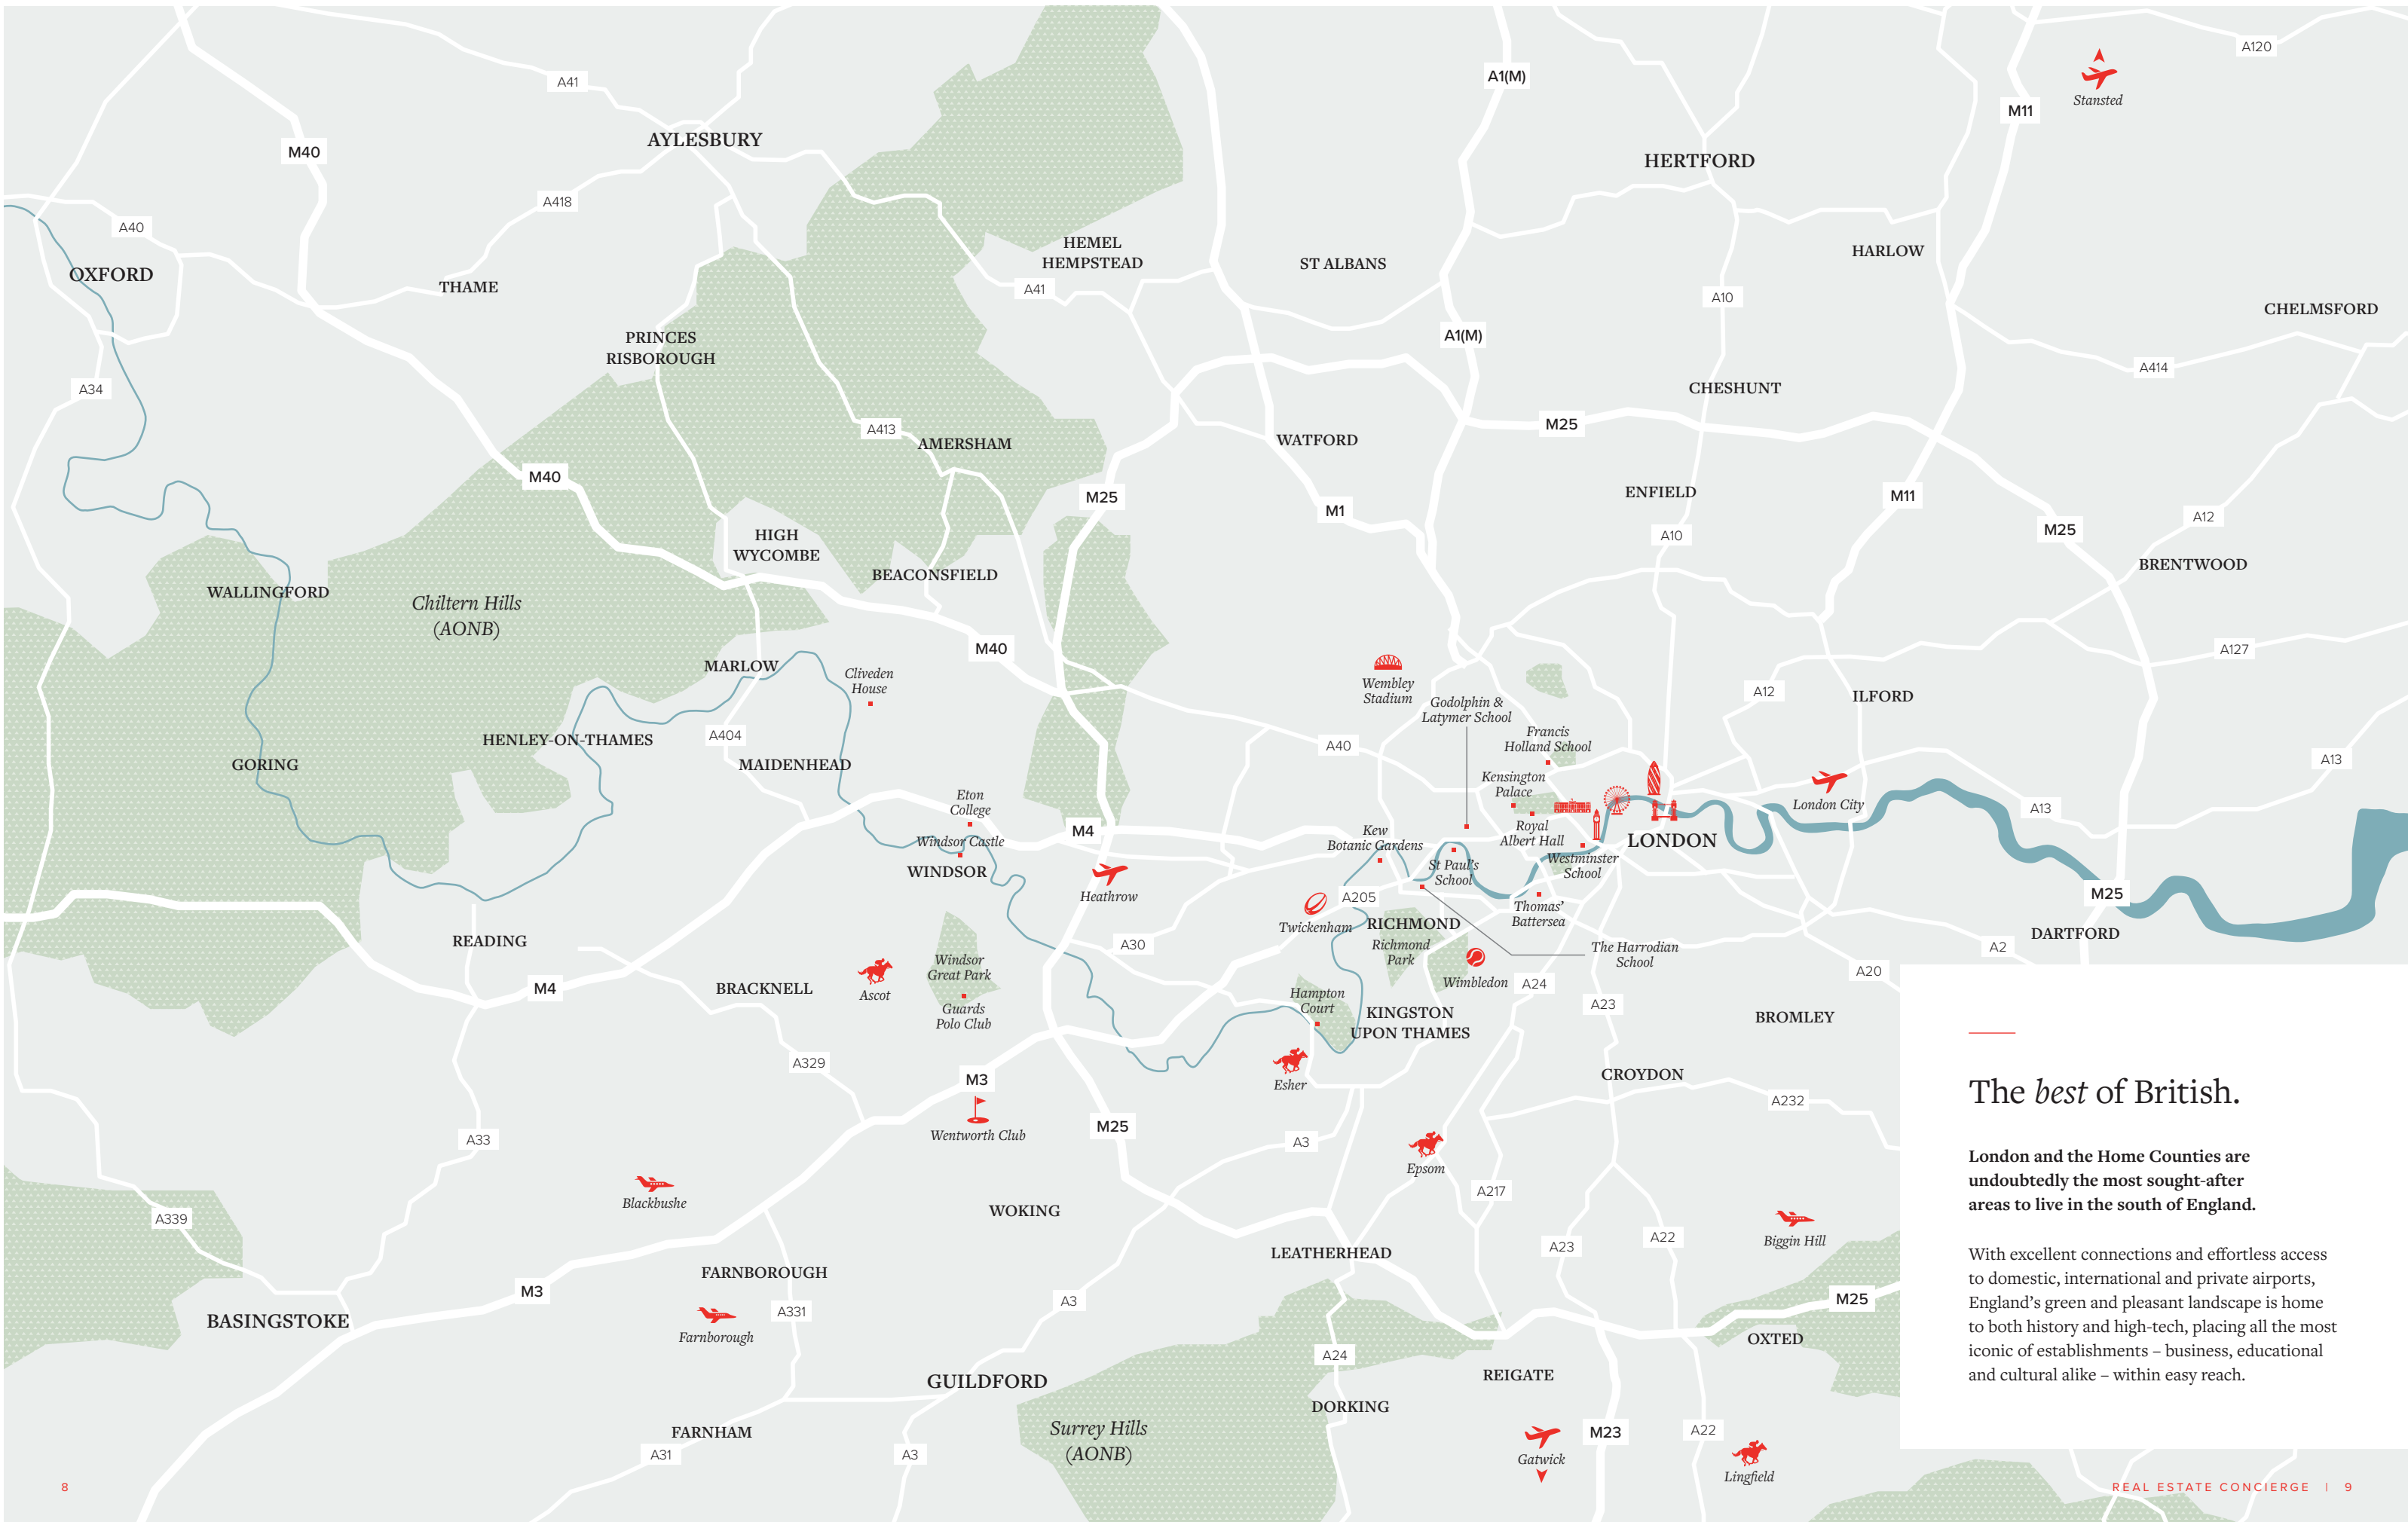 A120
A41
A1(M)
Stansted
M11
AYLESBURY
M40
HERTFORD
A418
A40
HEMEL
HEMPSTEAD
HARLOW
ST ALBANS
OXFORD
THAME
A41
A10
CHELMSFORD
PRINCES
RISBOROUGH
A1(M)
A414
A34
CHESHUNT
A413
AMERSHAM
WATFORD
M25
M40
M25
ENFIELD
M11
M1
A12
M25
A10
HIGH
WYCOMBE
BRENTWOOD
BEACONSFIELD
WALLINGFORD
Chiltern Hills
(AONB)
M40
A127
MARLOW
Cliveden
House
Wembley
Stadium
A12
ILFORD
Godolphin &
Latymer School
HENLEY-ON-THAMES
A404
Francis
Holland School
A40
GORING
MAIDENHEAD
A13
Kensington
Palace
Eton
College
London City
A13
M4
Kew
Botanic Gardens
Royal
Albert Hall
LONDON
Windsor Castle
WINDSOR
Westminster
School
St Paul's
School
Heathrow
A205
M25
Thomas'
Battersea
Twickenham
RICHMOND
DARTFORD
READING
A30
Richmond
Park
The Harrodian
School
A2
Windsor
Great Park
A20
Wimbledon
A24
M4
BRACKNELL
Ascot
Hampton
Court
A23
Guards
Polo Club
KINGSTON
UPON THAMES
BROMLEY
A329
CROYDON
M3
Esher
A232
Wentworth Club
M25
A33
A3
Epsom
Blackbushe
A217
WOKING
A339
A22
A23
Biggin Hill
LEATHERHEAD
FARNBOROUGH
M3
A3
M25
BASINGSTOKE
A331
Farnborough
OXTED
A24
REIGATE
GUILDFORD
DORKING
FARNHAM
Surrey Hills
(AONB)
M23
A22
A31
A3
Gatwick
Lingfield
The best of British.
London and the Home Counties are
undoubtedly the most sought-after
areas to live in the south of England.
With excellent connections and effortless access
to domestic, international and private airports,
England's green and pleasant landscape is home
to both history and high-tech, placing all the most
iconic of establishments – business, educational
and cultural alike – within easy reach.
8
REAL ESTATE CONCIERGE | 9